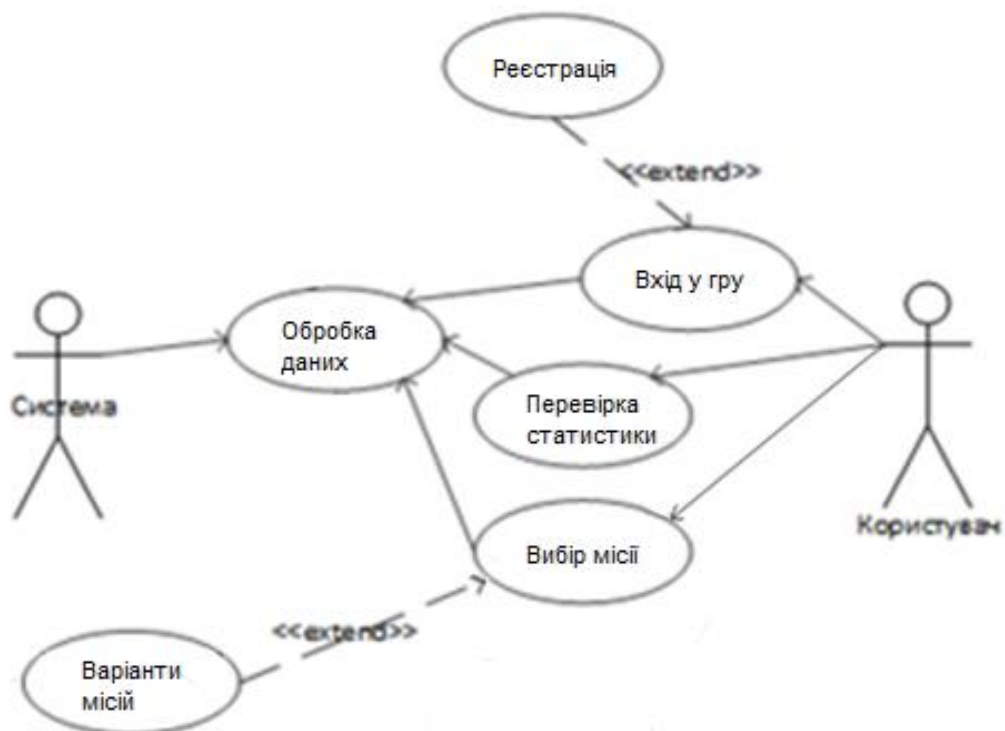 Реєстрація
<<extend>>
Вхід у гру
Обробка
даних
Система
Перевірка
статистики
Користувач
Вибір місії
<<extend>>
Варіанти
місій